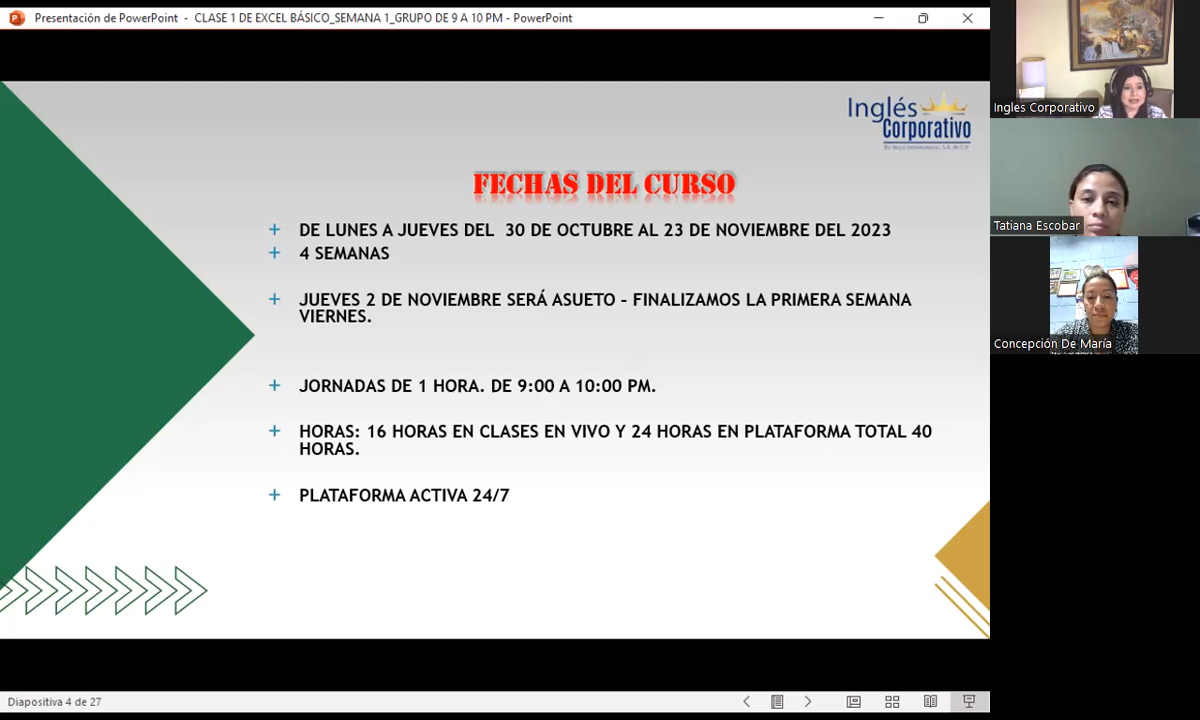 Presentación de PowerPoint - CLASE 1 DE EXCEL BÁSICO_SEMANA 1_GRUPO DE 9 A 10 PM - PowerPoint
Inglés
Corporativo
FECHAS DEL CURSO
+ DE LUNES A JUEVES DEL 30 DE OCTUBRE AL 23 DE NOVIEMBRE DEL 2023
+ 4 SEMANAS
+ JUEVES 2 DE NOVIEMBRE SERÁ ASUETO – FINALIZAMOS LA PRIMERA SEMANA
VIERNES.
+ JORNADAS DE 1 HORA. DE 9:00 A 10:00 PM.
+ HORAS: 16 HORAS EN CLASES EN VIVO Y 24 HORAS EN PLATAFORMA TOTAL 40
HORAS.
+ PLATAFORMA ACTIVA 24/7
Diapositiva 4 de 27
Ingles Corporativo
Tatiana Escobar
Concepción De María